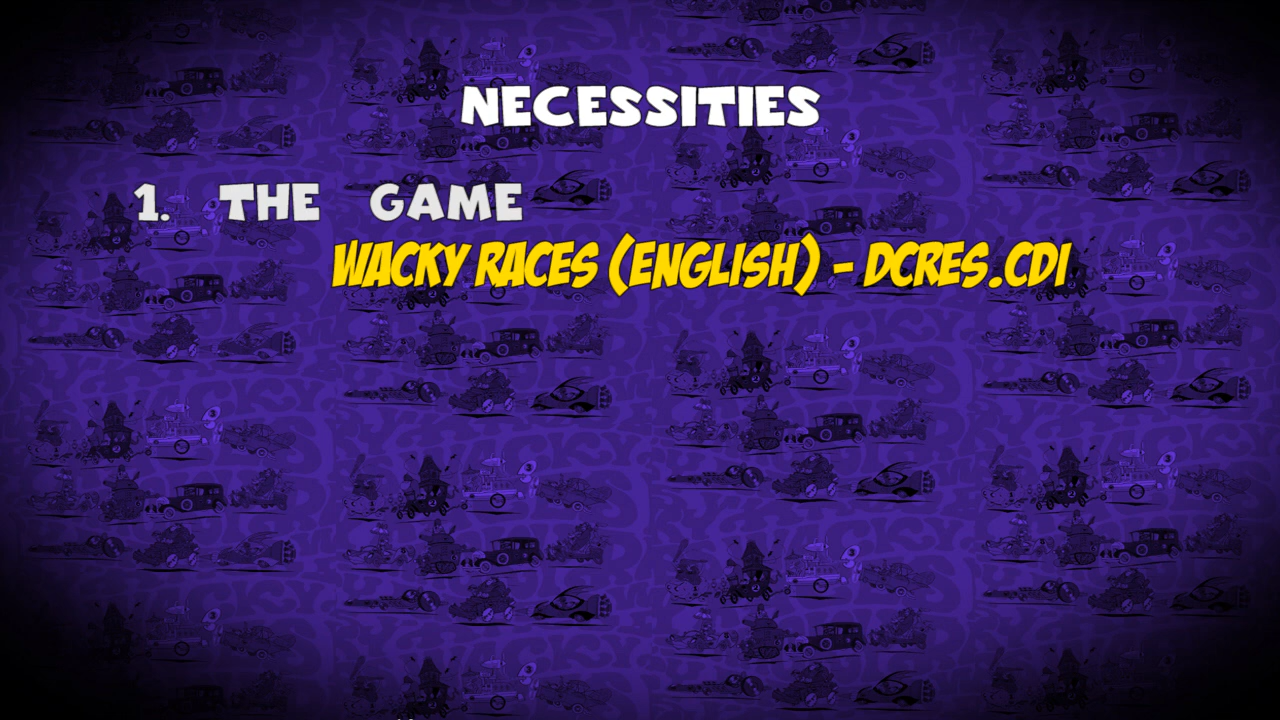 NECESSITIES
1. THE GAME
WACKY RACES (ENGLISH) - DCRES.CDI